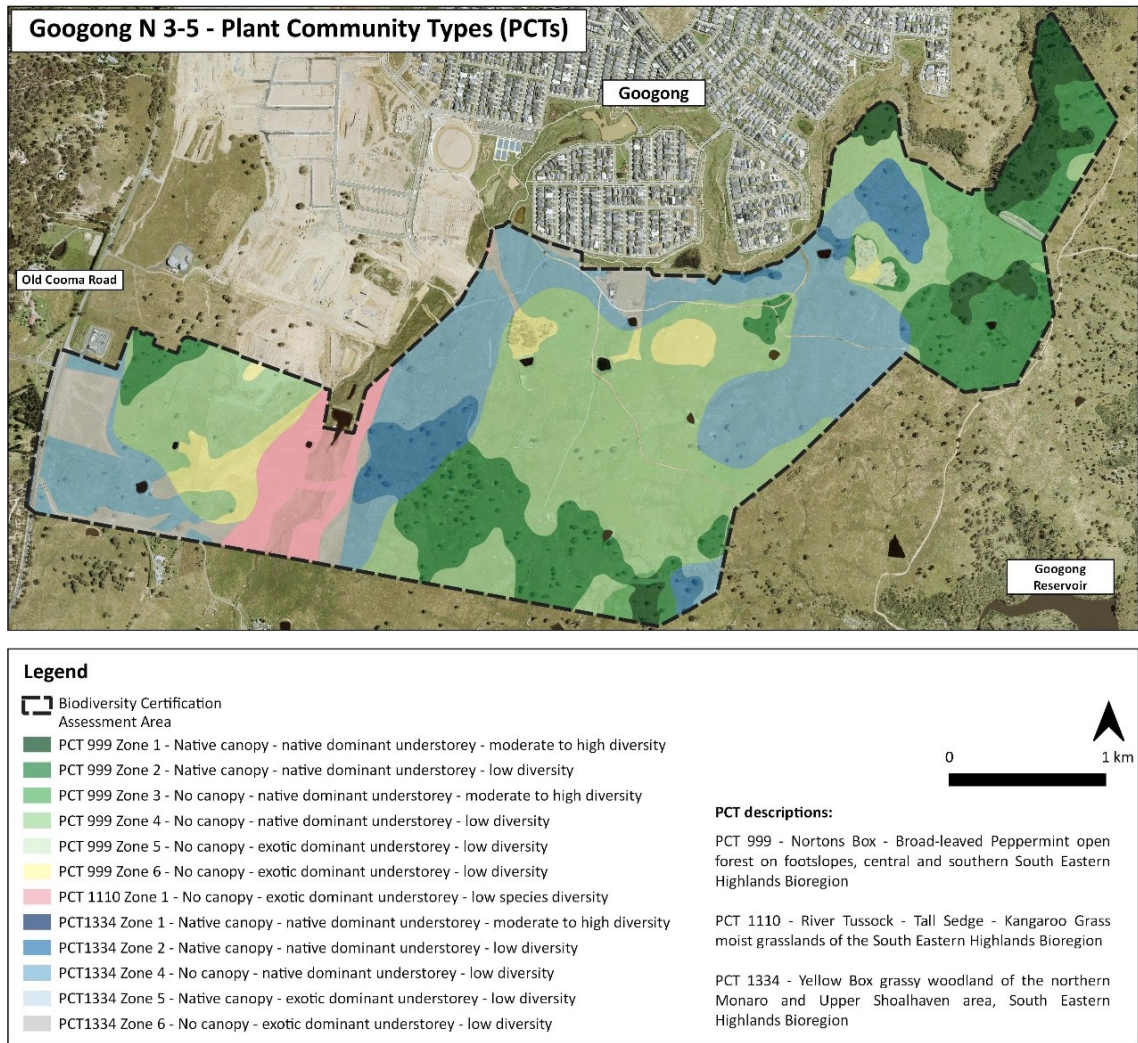 Googong N 3-5 - Plant Community Types (PCTs)
Googong
Old Cooma Road
Googong
Reservoir
Legend
Biodiversity Certification
Assessment Area
PCT 999 Zone 1 - Native canopy - native dominant understorey - moderate to high diversity
PCT 999 Zone 2 - Native canopy - native dominant understorey - low diversity
PCT 999 Zone 3 - No canopy - native dominant understorey - moderate to high diversity
PCT 999 Zone 4 - No canopy - native dominant understorey - low diversity
PCT 999 Zone 5 - No canopy - exotic dominant understorey - low diversity
PCT 999 Zone 6 - No canopy - exotic dominant understorey - low diversity
PCT 1110 Zone 1 - No canopy - exotic dominant understorey - low species diversity
PCT1334 Zone 1 - Native canopy - native dominant understorey - moderate to high diversity
PCT1334 Zone 2 - Native canopy - native dominant understorey - low diversity
PCT1334 Zone 4 - No canopy - native dominant understorey - low diversity
PCT1334 Zone 5 - Native canopy - exotic dominant understorey - low diversity
PCT1334 Zone 6 - No canopy - exotic dominant understorey - low diversity
0 1 km
PCT descriptions:
PCT 999 - Nortons Box - Broad-leaved Peppermint open
forest on footslopes, central and southern South Eastern
Highlands Bioregion
PCT 1110 - River Tussock - Tall Sedge - Kangaroo Grass
moist grasslands of the South Eastern Highlands Bioregion
PCT 1334 - Yellow Box grassy woodland of the northern
Monaro and Upper Shoalhaven area, South Eastern
Highlands Bioregion